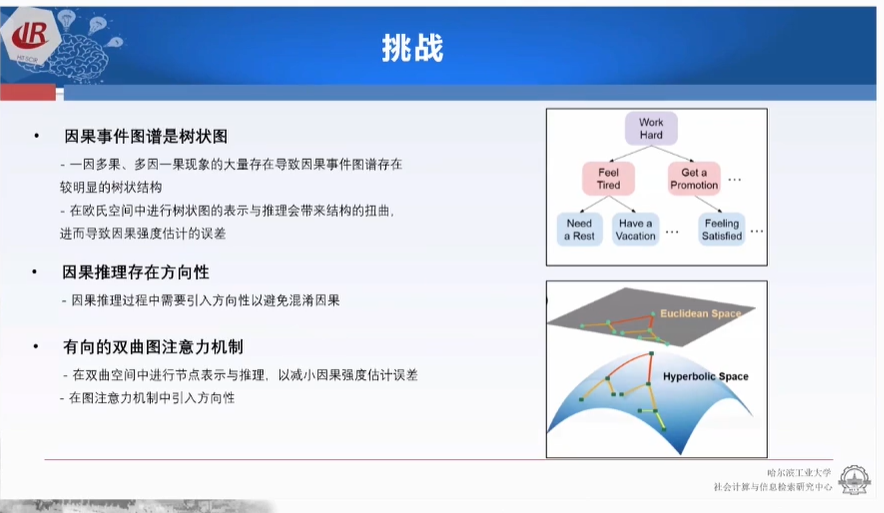 挑战
• 因果事件图谱是树状图
- 一因多果、多因一果现象的大量存在导致因果事件图谱存在
较明显的树状结构
- 在欧氏空间中进行树状图的表示与推理会带来结构的扭曲，
进而导致因果强度估计的误差
• 因果推理存在方向性
- 因果推理过程中需要引入方向性以避免混淆因果
• 有向的双曲图注意力机制
- 在双曲空间中进行节点表示与推理，以减小因果强度估计误差
- 在图注意力机制中引入方向性
Work
Hard
Feel
Tired
Get a
Promotion
...
Need
a Rest
Have a
Vacation
...
Feeling
Satisfied
...
Euclidean Space
Hyperbolic Space
哈尔滨工业大学
社会计算与信息检索研究中心